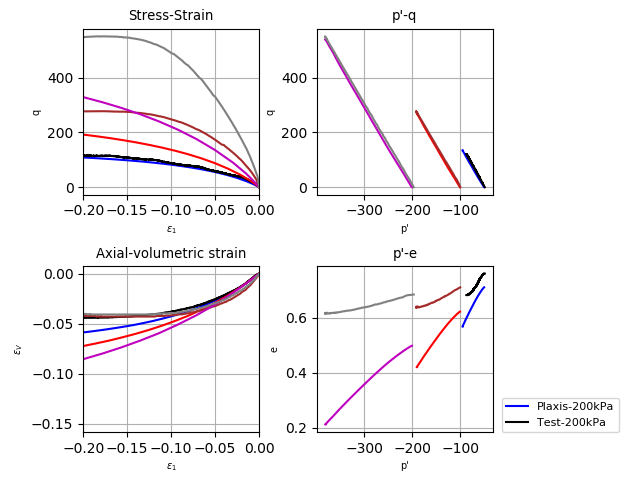 Stress-Strain
p'-q
q
400
200
0
−0.20 −0.15 −0.10 −0.05 0.00
ε₁
q
400
200
0
−300 −200 −100
p'
Axial-volumetric strain
p'-e
εᵥ
0.00
−0.05
−0.10
−0.15
−0.20 −0.15 −0.10 −0.05 0.00
ε₁
e
0.6
0.4
0.2
−300 −200 −100
p'
Plaxis-200kPa
Test-200kPa